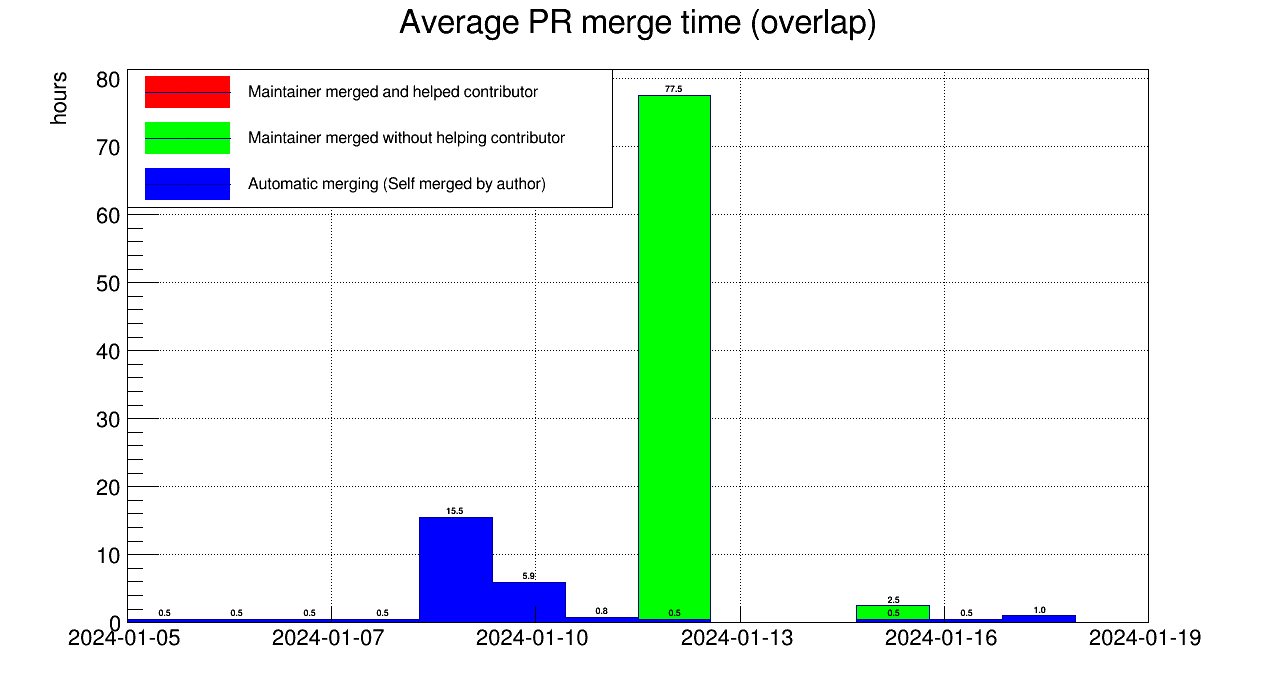 Average PR merge time (overlap)
hours
Maintainer merged and helped contributor
Maintainer merged without helping contributor
Automatic merging (Self merged by author)
80
70
60
50
40
30
20
10
0
77.5
15.5
5.9
2.5
0.5 0.5 0.5 0.5 0.8 0.5 0.5 0.5 1.0
2024-01-05 2024-01-07 2024-01-10 2024-01-13 2024-01-16 2024-01-19